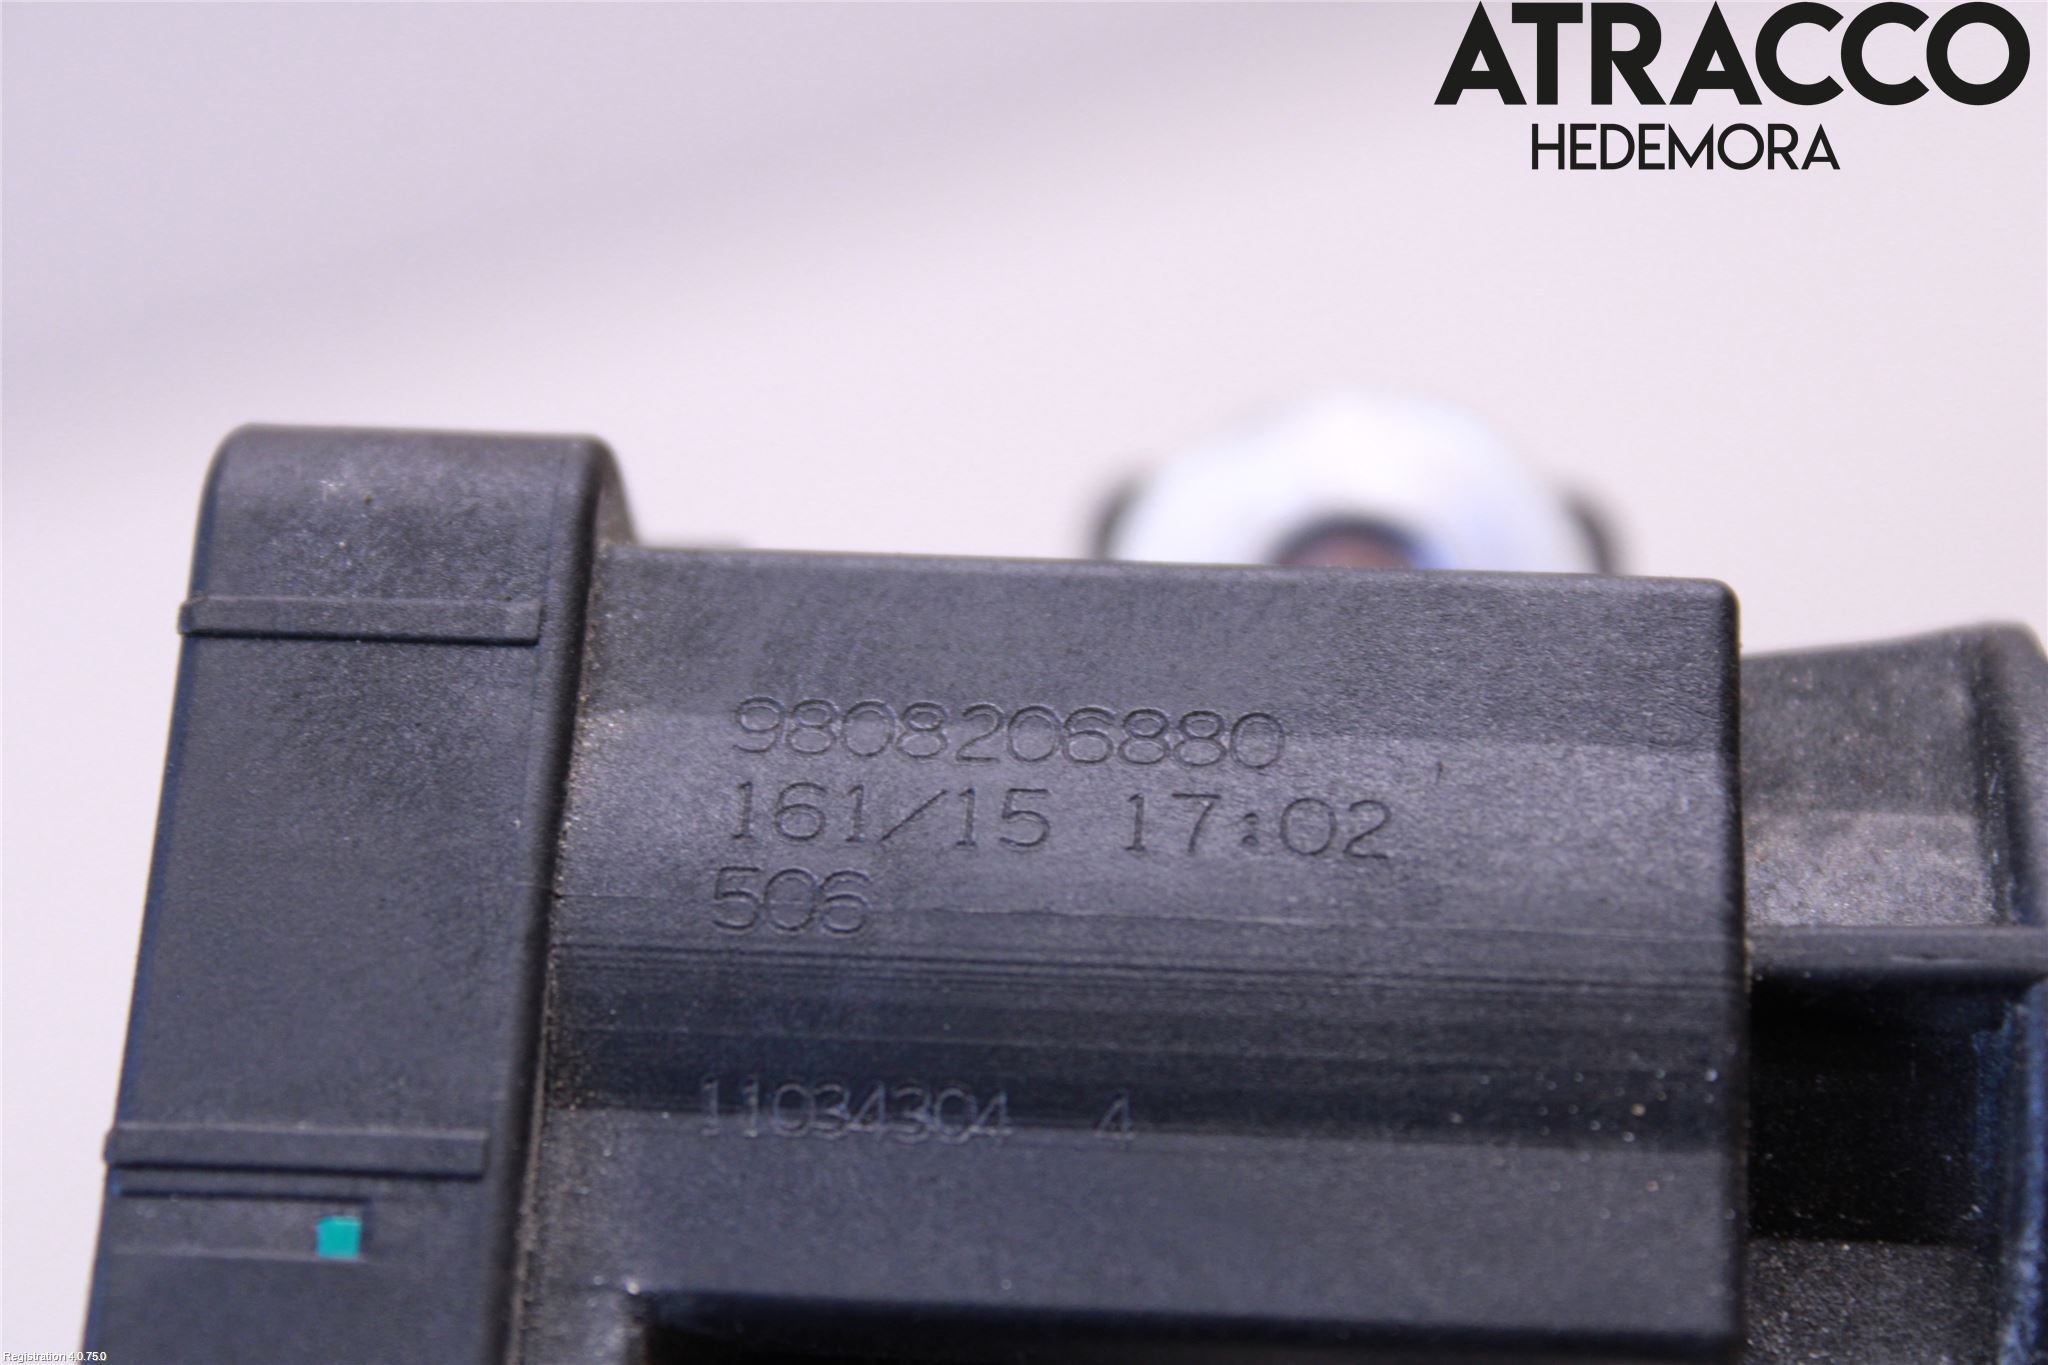 ATRACCO
HEDEMORA
9808206880
161/15 17:02
506
11034304 4
Registration 4.0.75.0